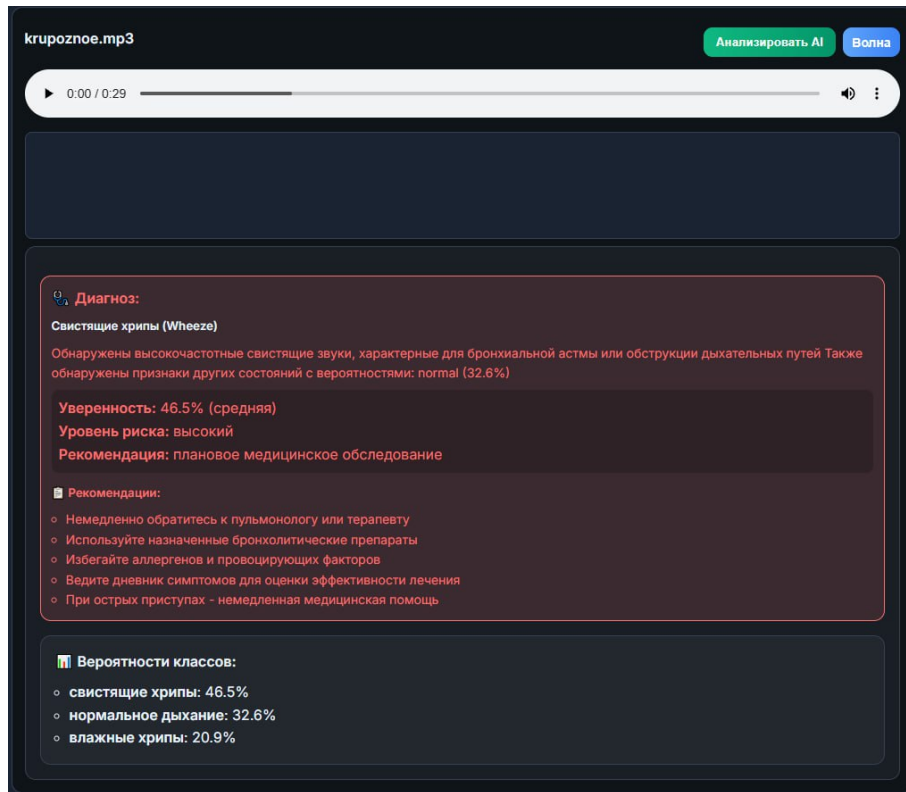 krupoznoe.mp3
Анализировать AI
Волна
0:00 / 0:29
Диагноз:
Свистящие хрипы (Wheeze)
Обнаружены высокочастотные свистящие звуки, характерные для бронхиальной астмы или обструкции дыхательных путей Также
обнаружены признаки других состояний с вероятностями: normal (32.6%)
Уверенность: 46.5% (средняя)
Уровень риска: высокий
Рекомендация: плановое медицинское обследование
Рекомендации:
Немедленно обратитесь к пульмонологу или терапевту
Используйте назначенные бронхолитические препараты
Избегайте аллергенов и провоцирующих факторов
Ведите дневник симптомов для оценки эффективности лечения
При острых приступах - немедленная медицинская помощь
Вероятности классов:
свистящие хрипы: 46.5%
нормальное дыхание: 32.6%
влажные хрипы: 20.9%